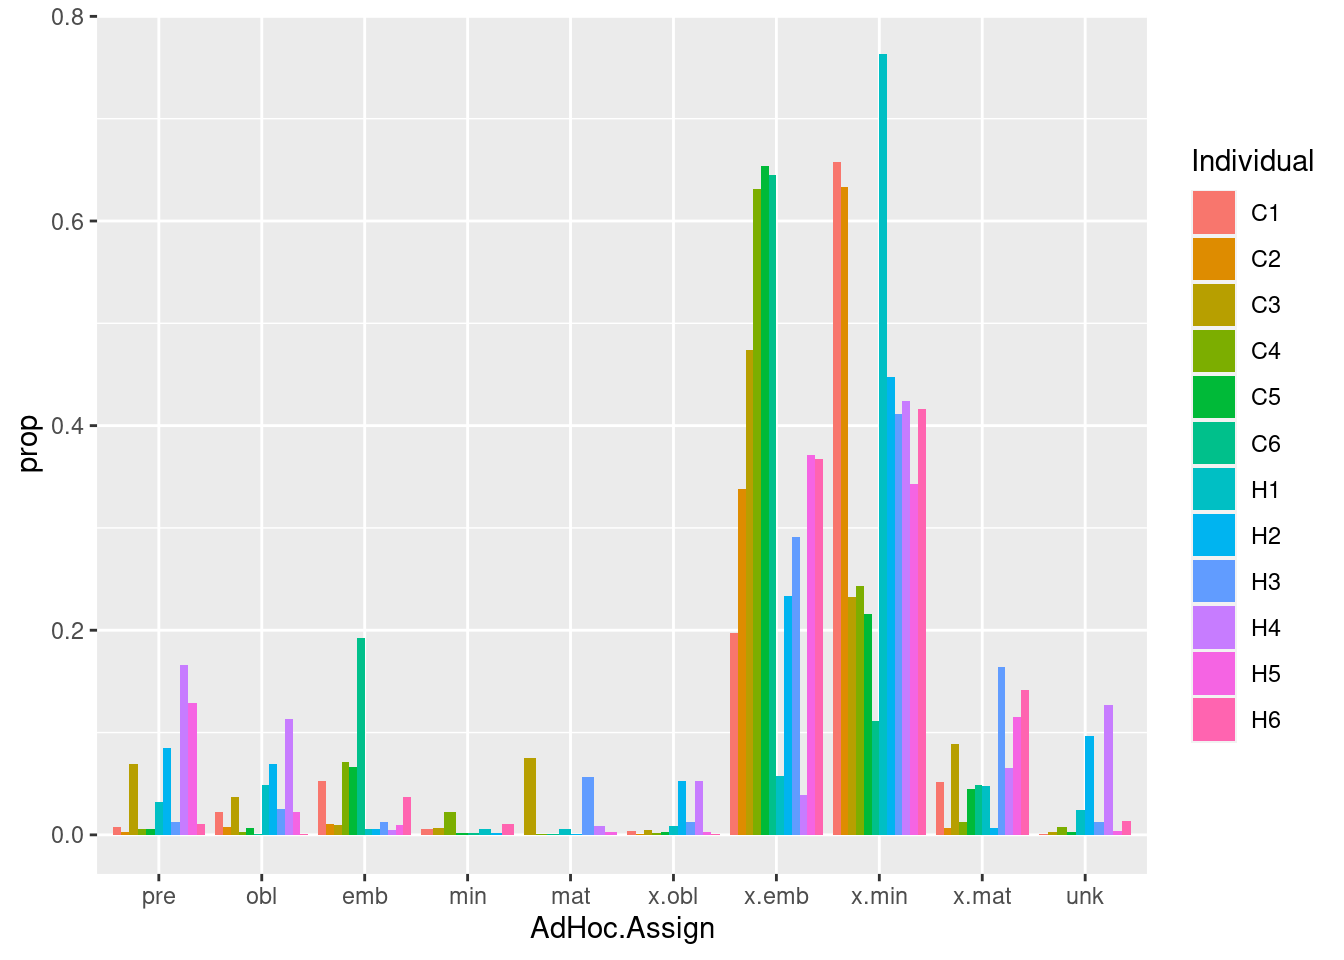 0.8
0.6
0.4
0.2
0.0
prop
pre obl emb min mat x.obl x.emb x.min x.mat unk
AdHoc.Assign
Individual
C1
C2
C3
C4
C5
C6
H1
H2
H3
H4
H5
H6